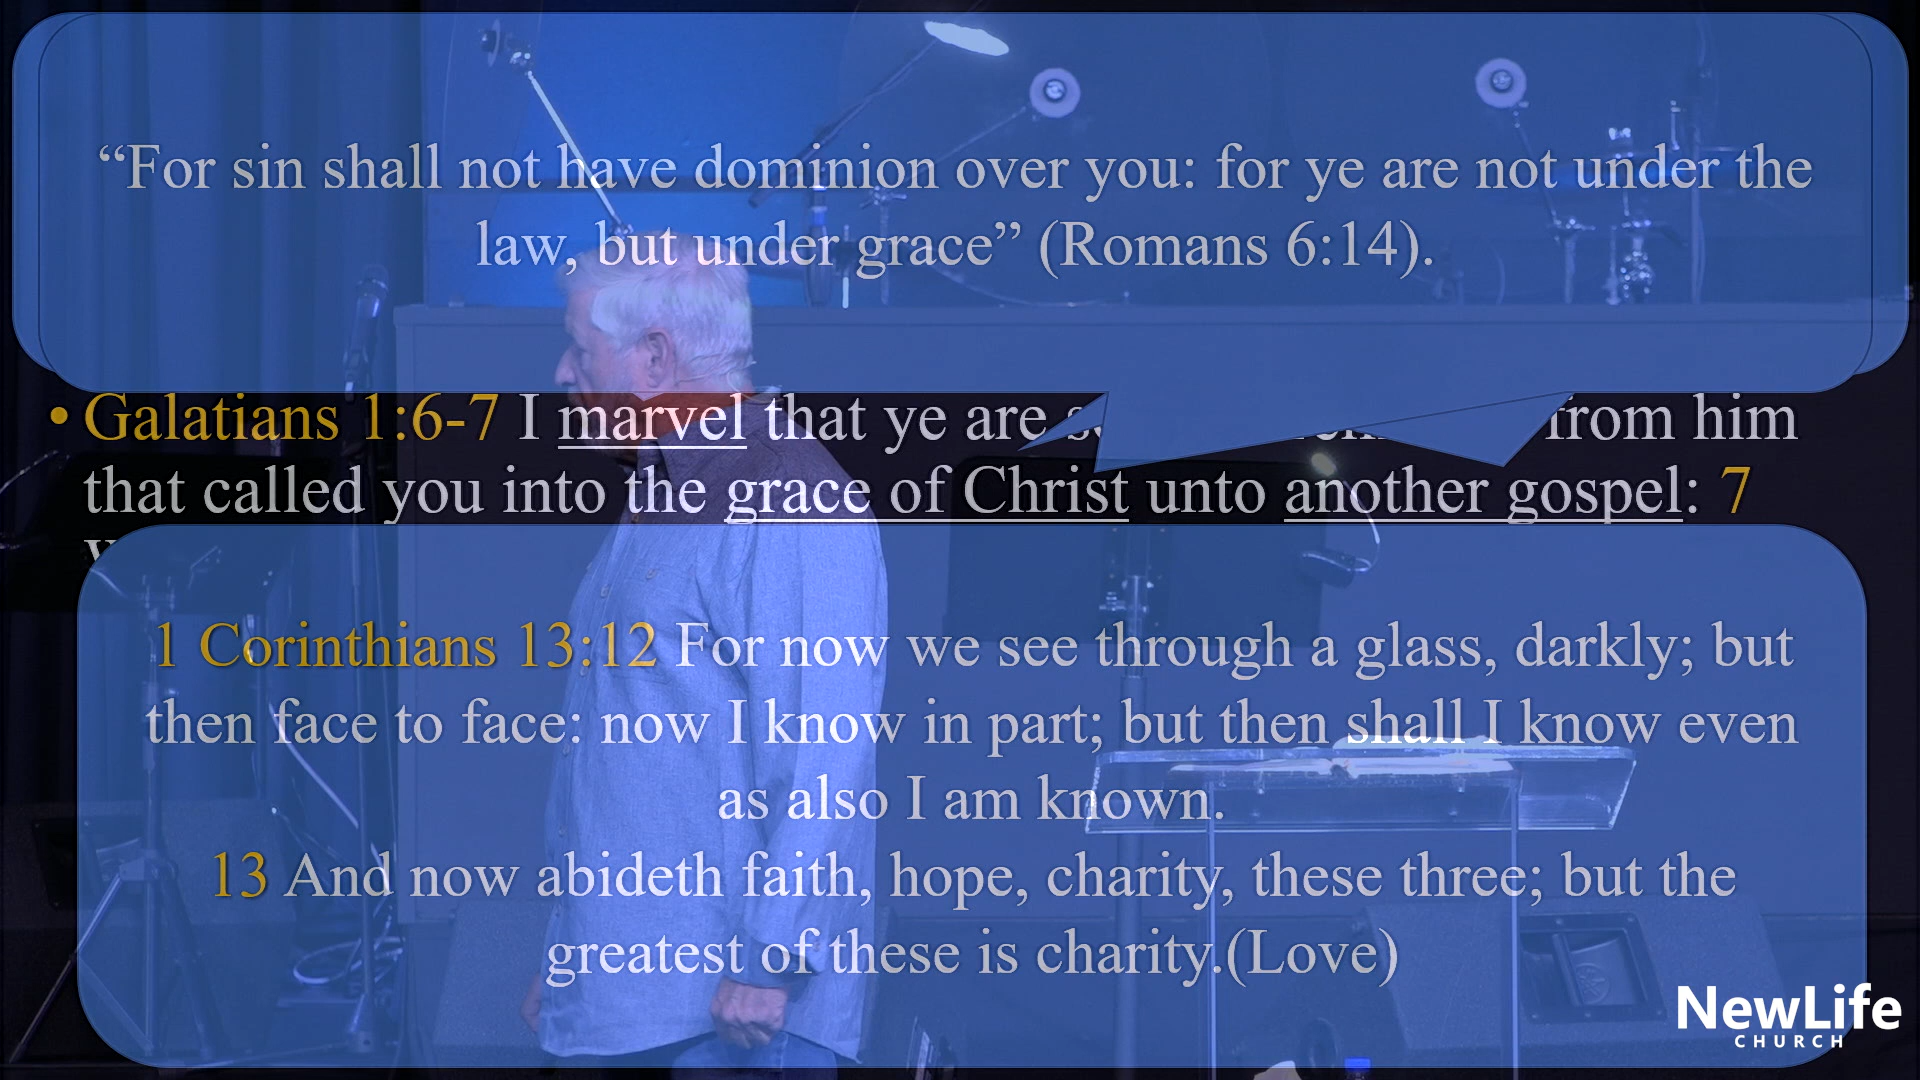 “For sin shall not have dominion over you: for ye are not under the
law, but under grace” (Romans 6:14).
• Galatians 1:6-7 I marvel that ye are from him
that called you into the grace of Christ unto another gospel: 7
1 Corinthians 13:12 For now we see through a glass, darkly; but
then face to face: now I know in part; but then shall I know even
as also I am known.
13 And now abideth faith, hope, charity, these three; but the
greatest of these is charity.(Love)
NewLife
CHURCH